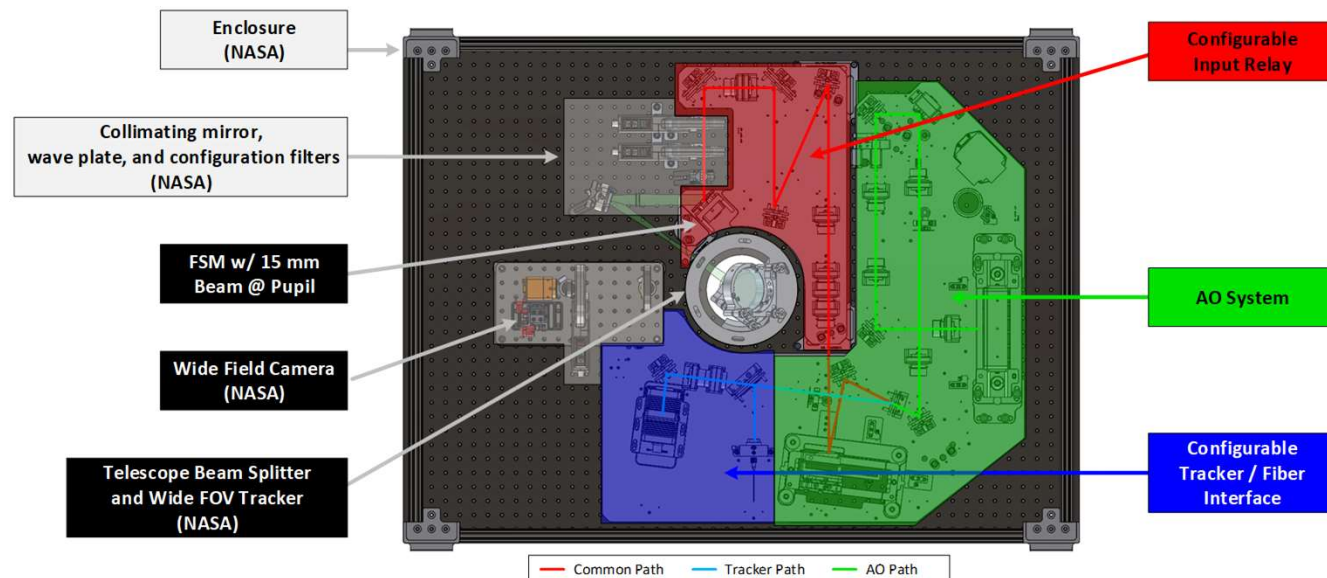 Enclosure
(NASA)
Collimating mirror,
wave plate, and configuration filters
(NASA)
FSM w/ 15 mm
Beam @ Pupil
Wide Field Camera
(NASA)
Telescope Beam Splitter
and Wide FOV Tracker
(NASA)
Configurable
Input Relay
AO System
Configurable
Tracker / Fiber
Interface
Common Path
Tracker Path
AO Path